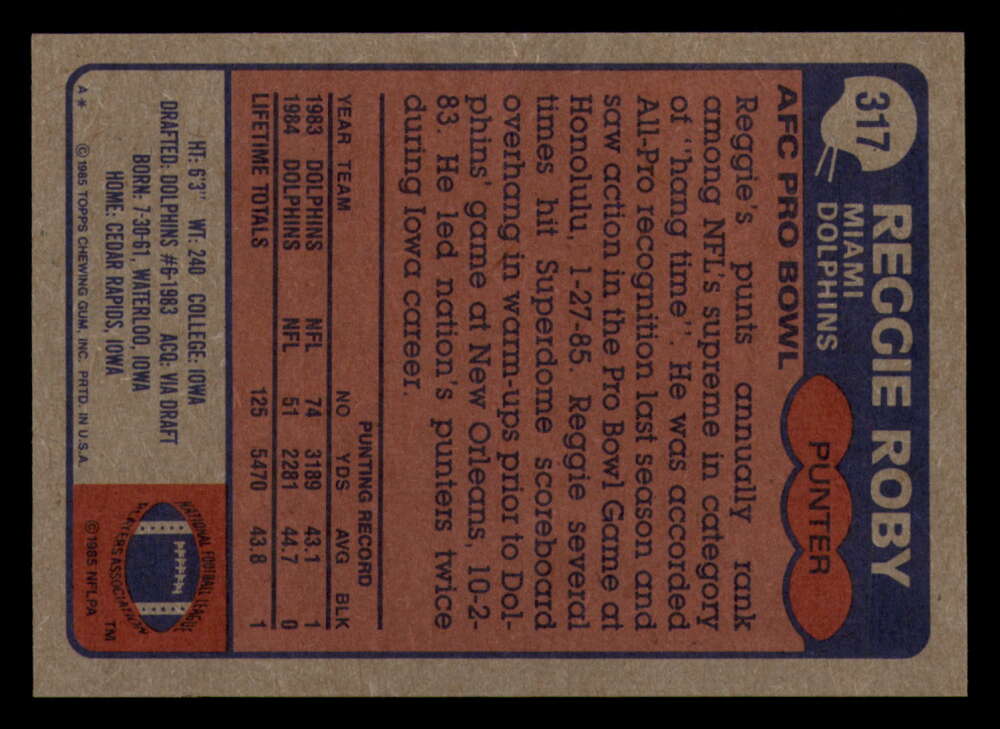 317
REGGIE ROBY
MIAMI
DOLPHINS
PUNTER
AFC PRO BOWL
Reggie's punts annually rank
among NFL's supreme in category
of "hang time". He was accorded
All-Pro recognition last season and
saw action in the Pro Bowl Game at
Honolulu, 1-27-85. Reggie several
times hit Superdome scoreboard
overhang in warm-ups prior to Dol-
phins' game at New Orleans, 10-2-
83. He led nation's punters twice
during Iowa career.
PUNTING RECORD
YEAR TEAM NO YDS AVG BLK
1983 DOLPHINS NFL 74 3189 43.1 1
1984 DOLPHINS NFL 51 2281 44.7 0
LIFETIME TOTALS 125 5470 43.8 1
HT: 6'3" WT: 240 COLLEGE: IOWA
DRAFTED: DOLPHINS #6-1983 ACQ: VIA DRAFT
BORN: 7-30-61, WATERLOO, IOWA
HOME: CEDAR RAPIDS, IOWA
A* © 1985 TOPPS CHEWING GUM, INC. PRTD. IN U.S.A.
NATIONAL FOOTBALL LEAGUE
PLAYERS ASSOCIATION
© 1985 NFLPA TM